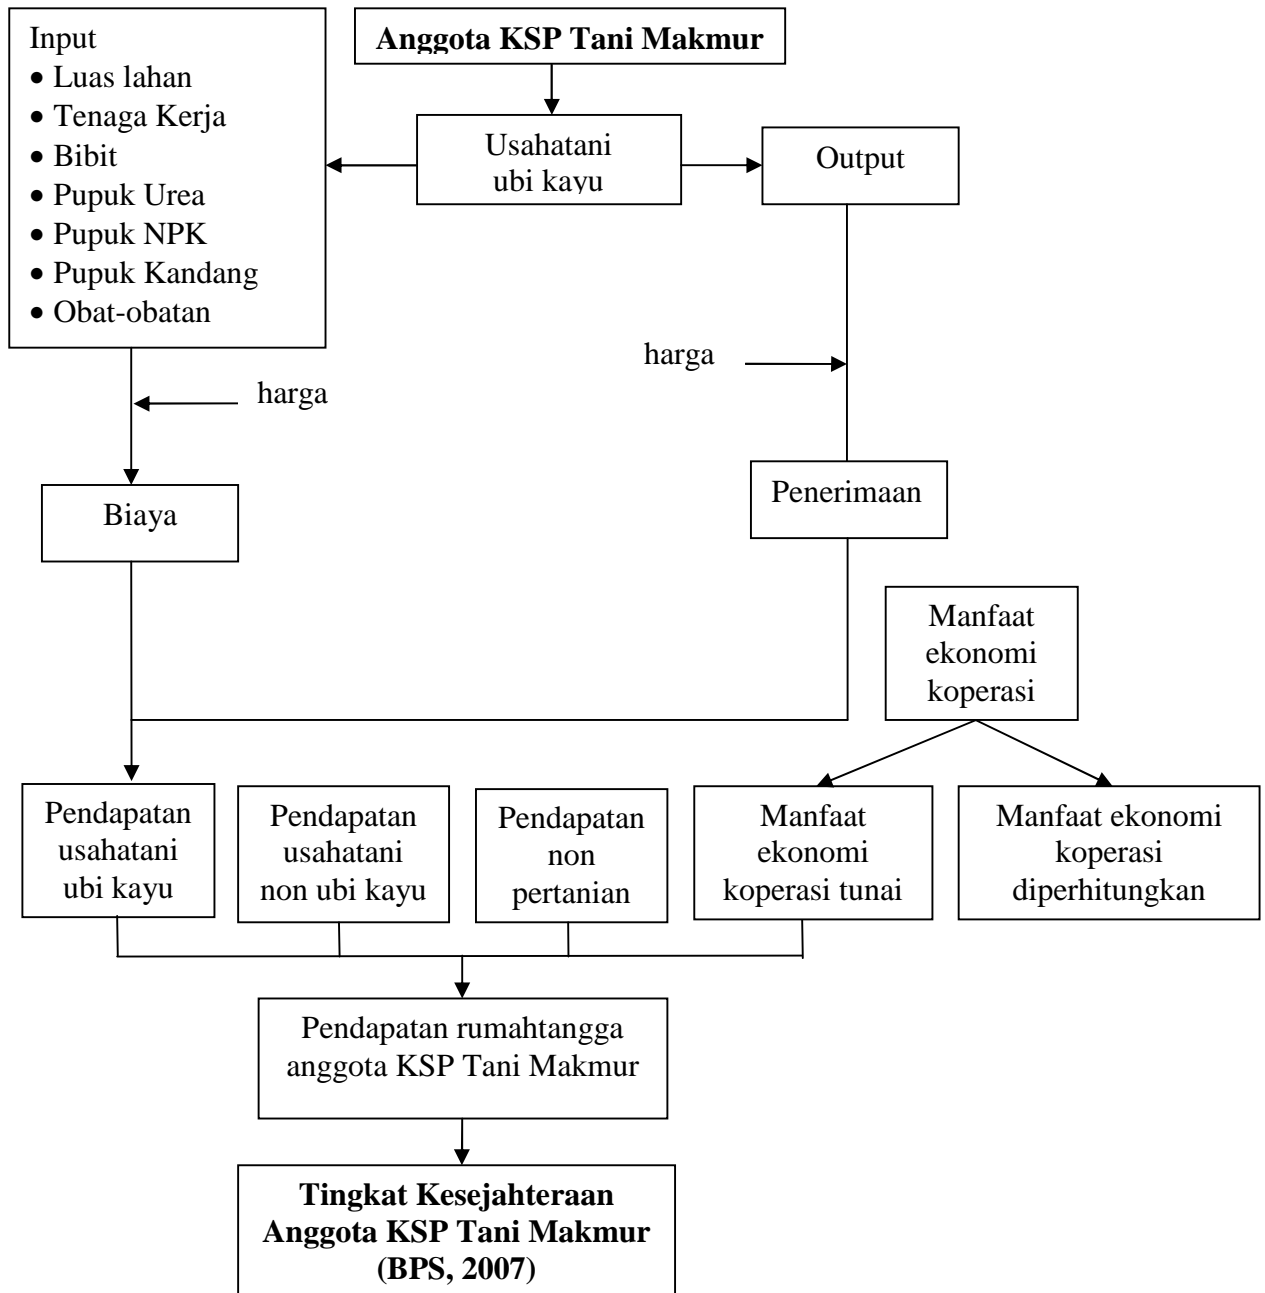 Input
• Luas lahan
• Tenaga Kerja
• Bibit
• Pupuk Urea
• Pupuk NPK
• Pupuk Kandang
• Obat-obatan
Anggota KSP Tani Makmur
Usahatani
ubi kayu
Output
harga
harga
Biaya
Penerimaan
Manfaat
ekonomi
koperasi
Pendapatan
usahatani
ubi kayu
Pendapatan
usahatani
non ubi kayu
Pendapatan
non
pertanian
Manfaat
ekonomi
koperasi tunai
Manfaat ekonomi
koperasi
diperhitungkan
Pendapatan rumahtangga
anggota KSP Tani Makmur
Tingkat Kesejahteraan
Anggota KSP Tani Makmur
(BPS, 2007)